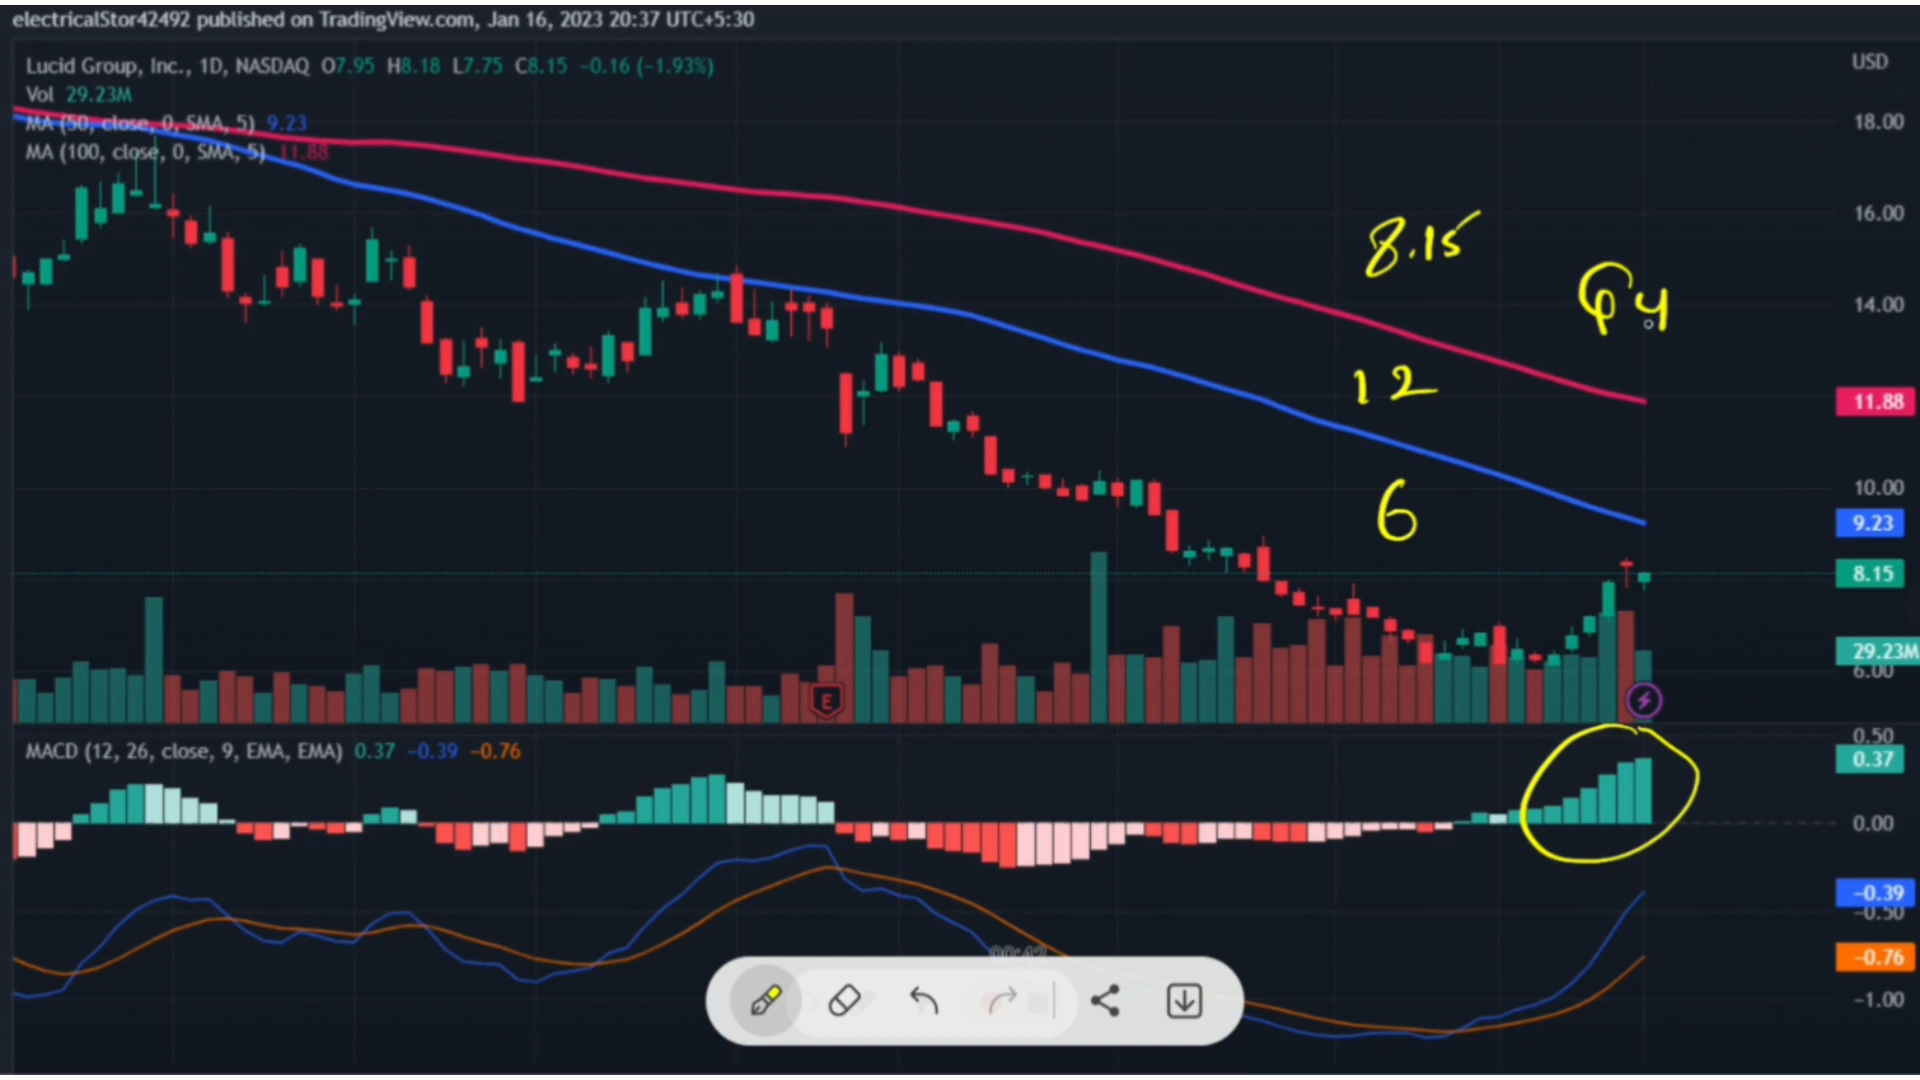 electricalStor42492 published on TradingView.com, Jan 16, 2023 20:37 UTC+5:30
Lucid Group, Inc., 1D, NASDAQ O7.95 H8.18 L7.75 C8.15 −0.16 (−1.93%)
USD
Vol 29.23M
MA (50, close, 0, SMA, 5) 9.23
18.00
MA (100, close, 0, SMA, 5) 11.88
16.00
8.15
14.00
12
11.88
10.00
6
9.23
8.15
29.23M
6.00
E
0.50
MACD (12, 26, close, 9, EMA, EMA) 0.37 −0.39 −0.76
0.37
0.00
−0.39
−0.50
00:42
−0.76
−1.00